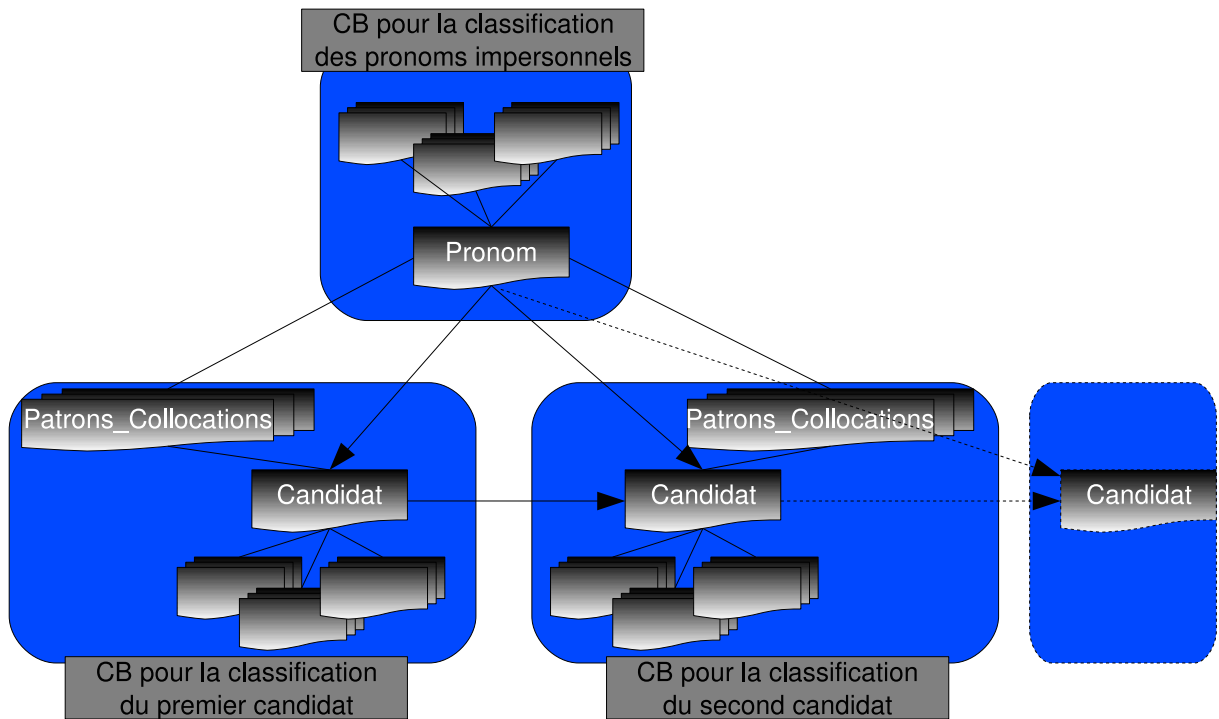 CB pour la classification
des pronoms impersonnels
Pronom
Patrons_Collocations
Patrons_Collocations
Candidat
Candidat
Candidat
CB pour la classification
du premier candidat
CB pour la classification
du second candidat